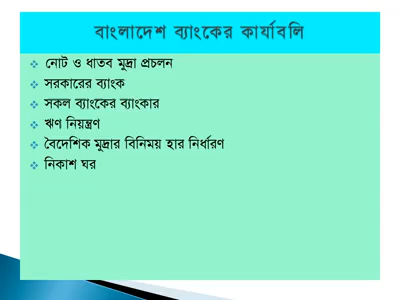 বাংলাদেশ ব্যাংকের কার্যাবলি
নোট ও ধাতব মুদ্রা প্রচলন
সরকারের ব্যাংক
সকল ব্যাংকের ব্যাংকার
ঋণ নিয়ন্ত্রণ
বৈদেশিক মুদ্রার বিনিময় হার নির্ধারণ
নিকাশ ঘর